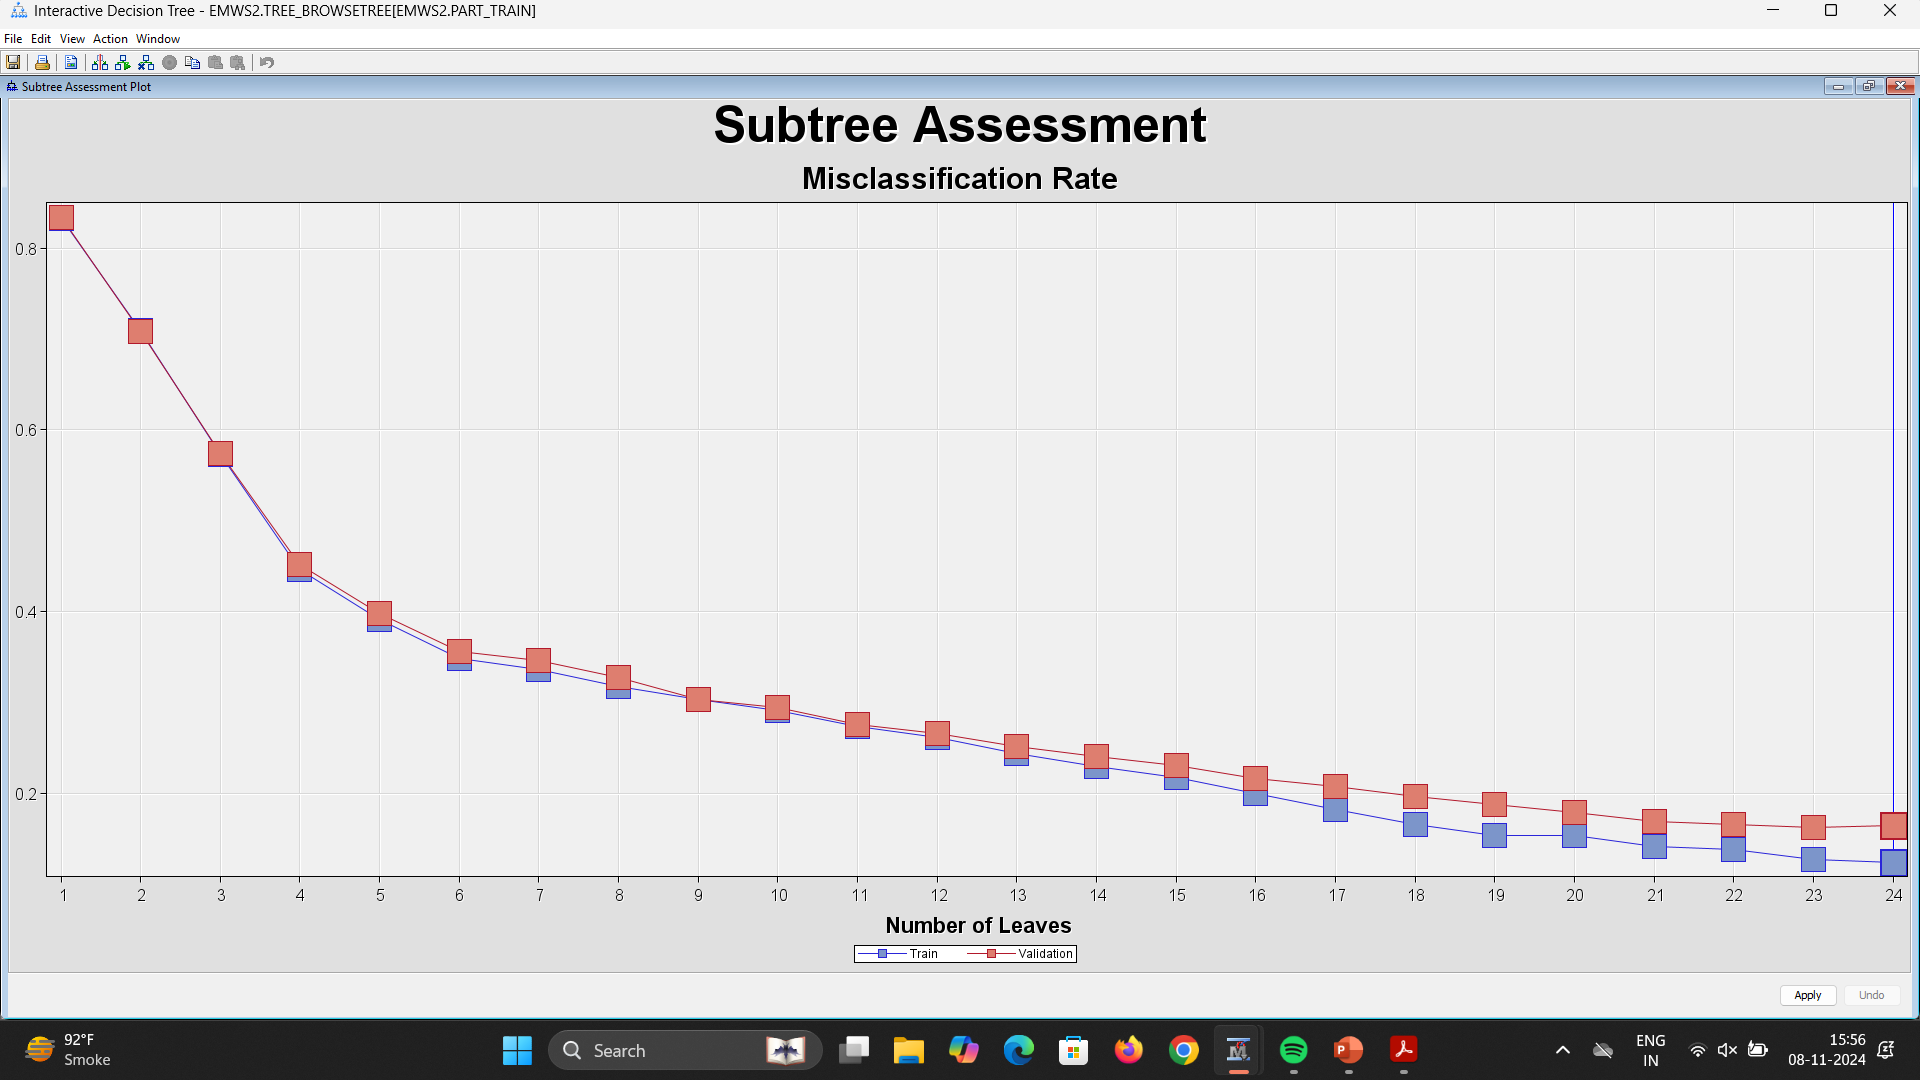 Interactive Decision Tree - EMWS2.TREE_BROWSETREE[EMWS2.PART_TRAIN]
File Edit View Action Window
Subtree Assessment Plot
Subtree Assessment
Misclassification Rate
0.8
0.6
0.4
0.2
1 2 3 4 5 6 7 8 9 10 11 12 13 14 15 16 17 18 19 20 21 22 23 24
Number of Leaves
Train Validation
Apply Undo
92°F
Smoke
Search
ENG
IN
15:56
08-11-2024